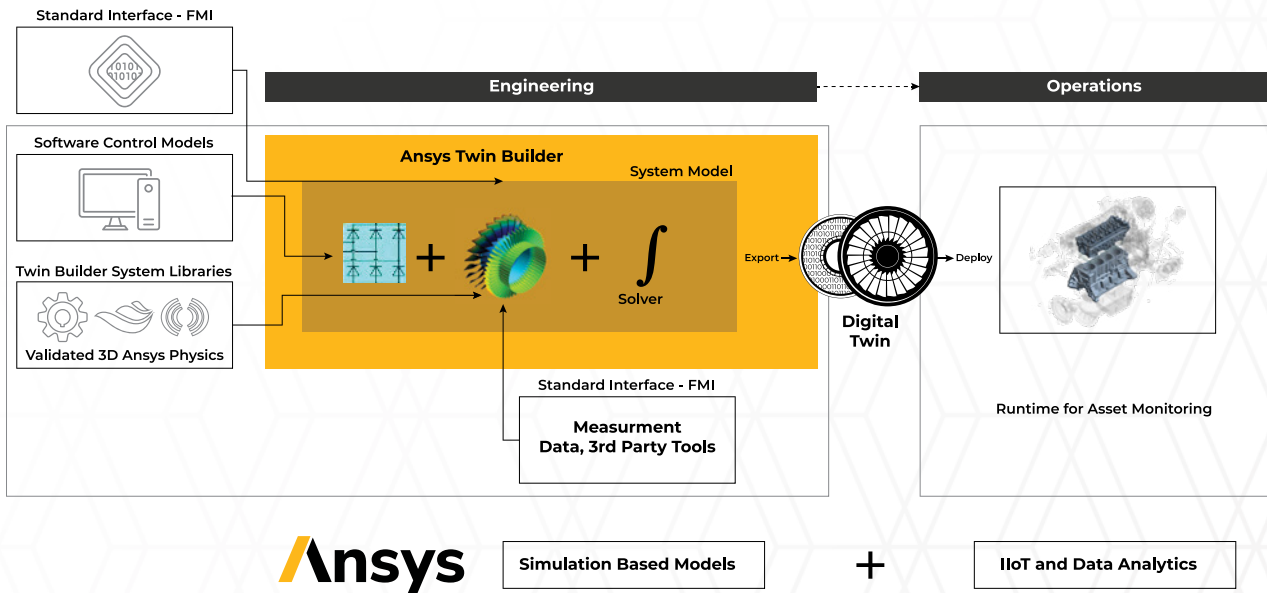 Standard Interface - FMI
10101
01010
Engineering
Operations
Software Control Models
Ansys Twin Builder
System Model
Twin Builder System Libraries
Validated 3D Ansys Physics
+
+
∫
Solver
Export
Deploy
Digital
Twin
Standard Interface - FMI
Measurment
Data, 3rd Party Tools
Runtime for Asset Monitoring
Ansys
Simulation Based Models
+
IIoT and Data Analytics